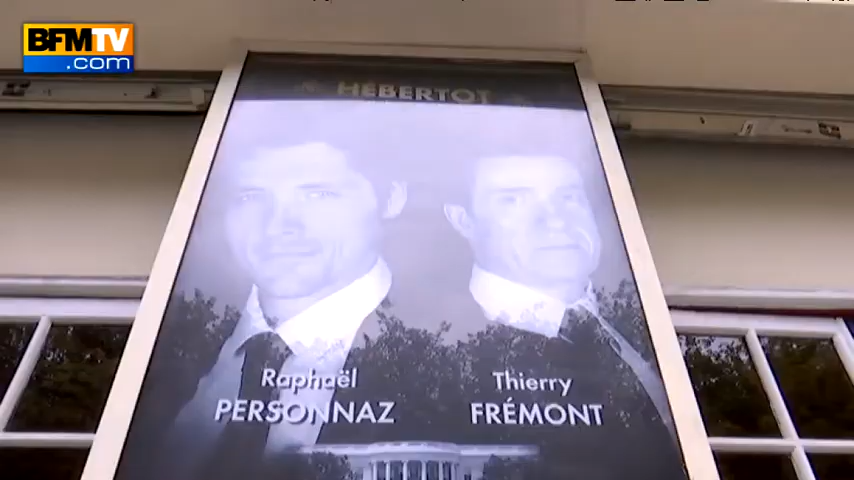 BFMTV
.com
HÉBERTOT
Raphaël
PERSONNAZ
Thierry
FRÉMONT